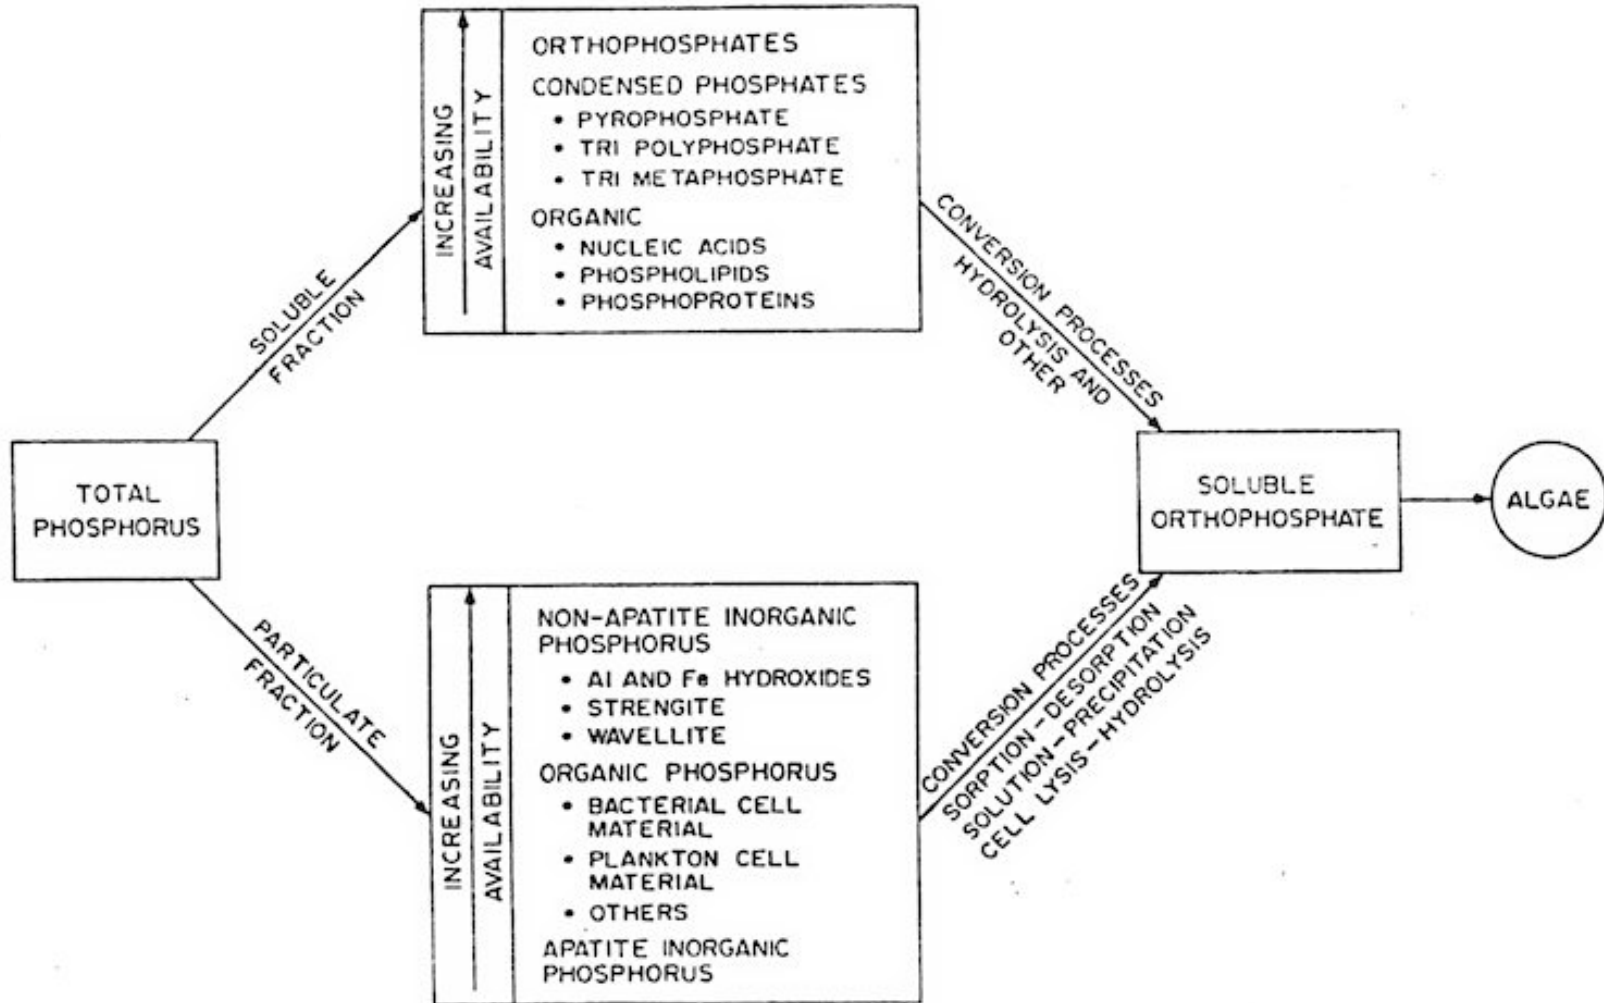 INCREASING
AVAILABILITY
ORTHOPHOSPHATES
CONDENSED PHOSPHATES
• PYROPHOSPHATE
• TRI POLYPHOSPHATE
• TRI METAPHOSPHATE
ORGANIC
• NUCLEIC ACIDS
• PHOSPHOLIPIDS
• PHOSPHOPROTEINS
SOLUBLE
FRACTION
CONVERSION PROCESSES
HYDROLYSIS AND
OTHER
TOTAL
PHOSPHORUS
SOLUBLE
ORTHOPHOSPHATE
ALGAE
PARTICULATE
FRACTION
INCREASING
AVAILABILITY
NON-APATITE INORGANIC
PHOSPHORUS
• Al AND Fe HYDROXIDES
• STRENGITE
• WAVELLITE
ORGANIC PHOSPHORUS
• BACTERIAL CELL
MATERIAL
• PLANKTON CELL
MATERIAL
• OTHERS
APATITE INORGANIC
PHOSPHORUS
CONVERSION PROCESSES
SORPTION-DESORPTION
SOLUTION-PRECIPITATION
CELL LYSIS-HYDROLYSIS